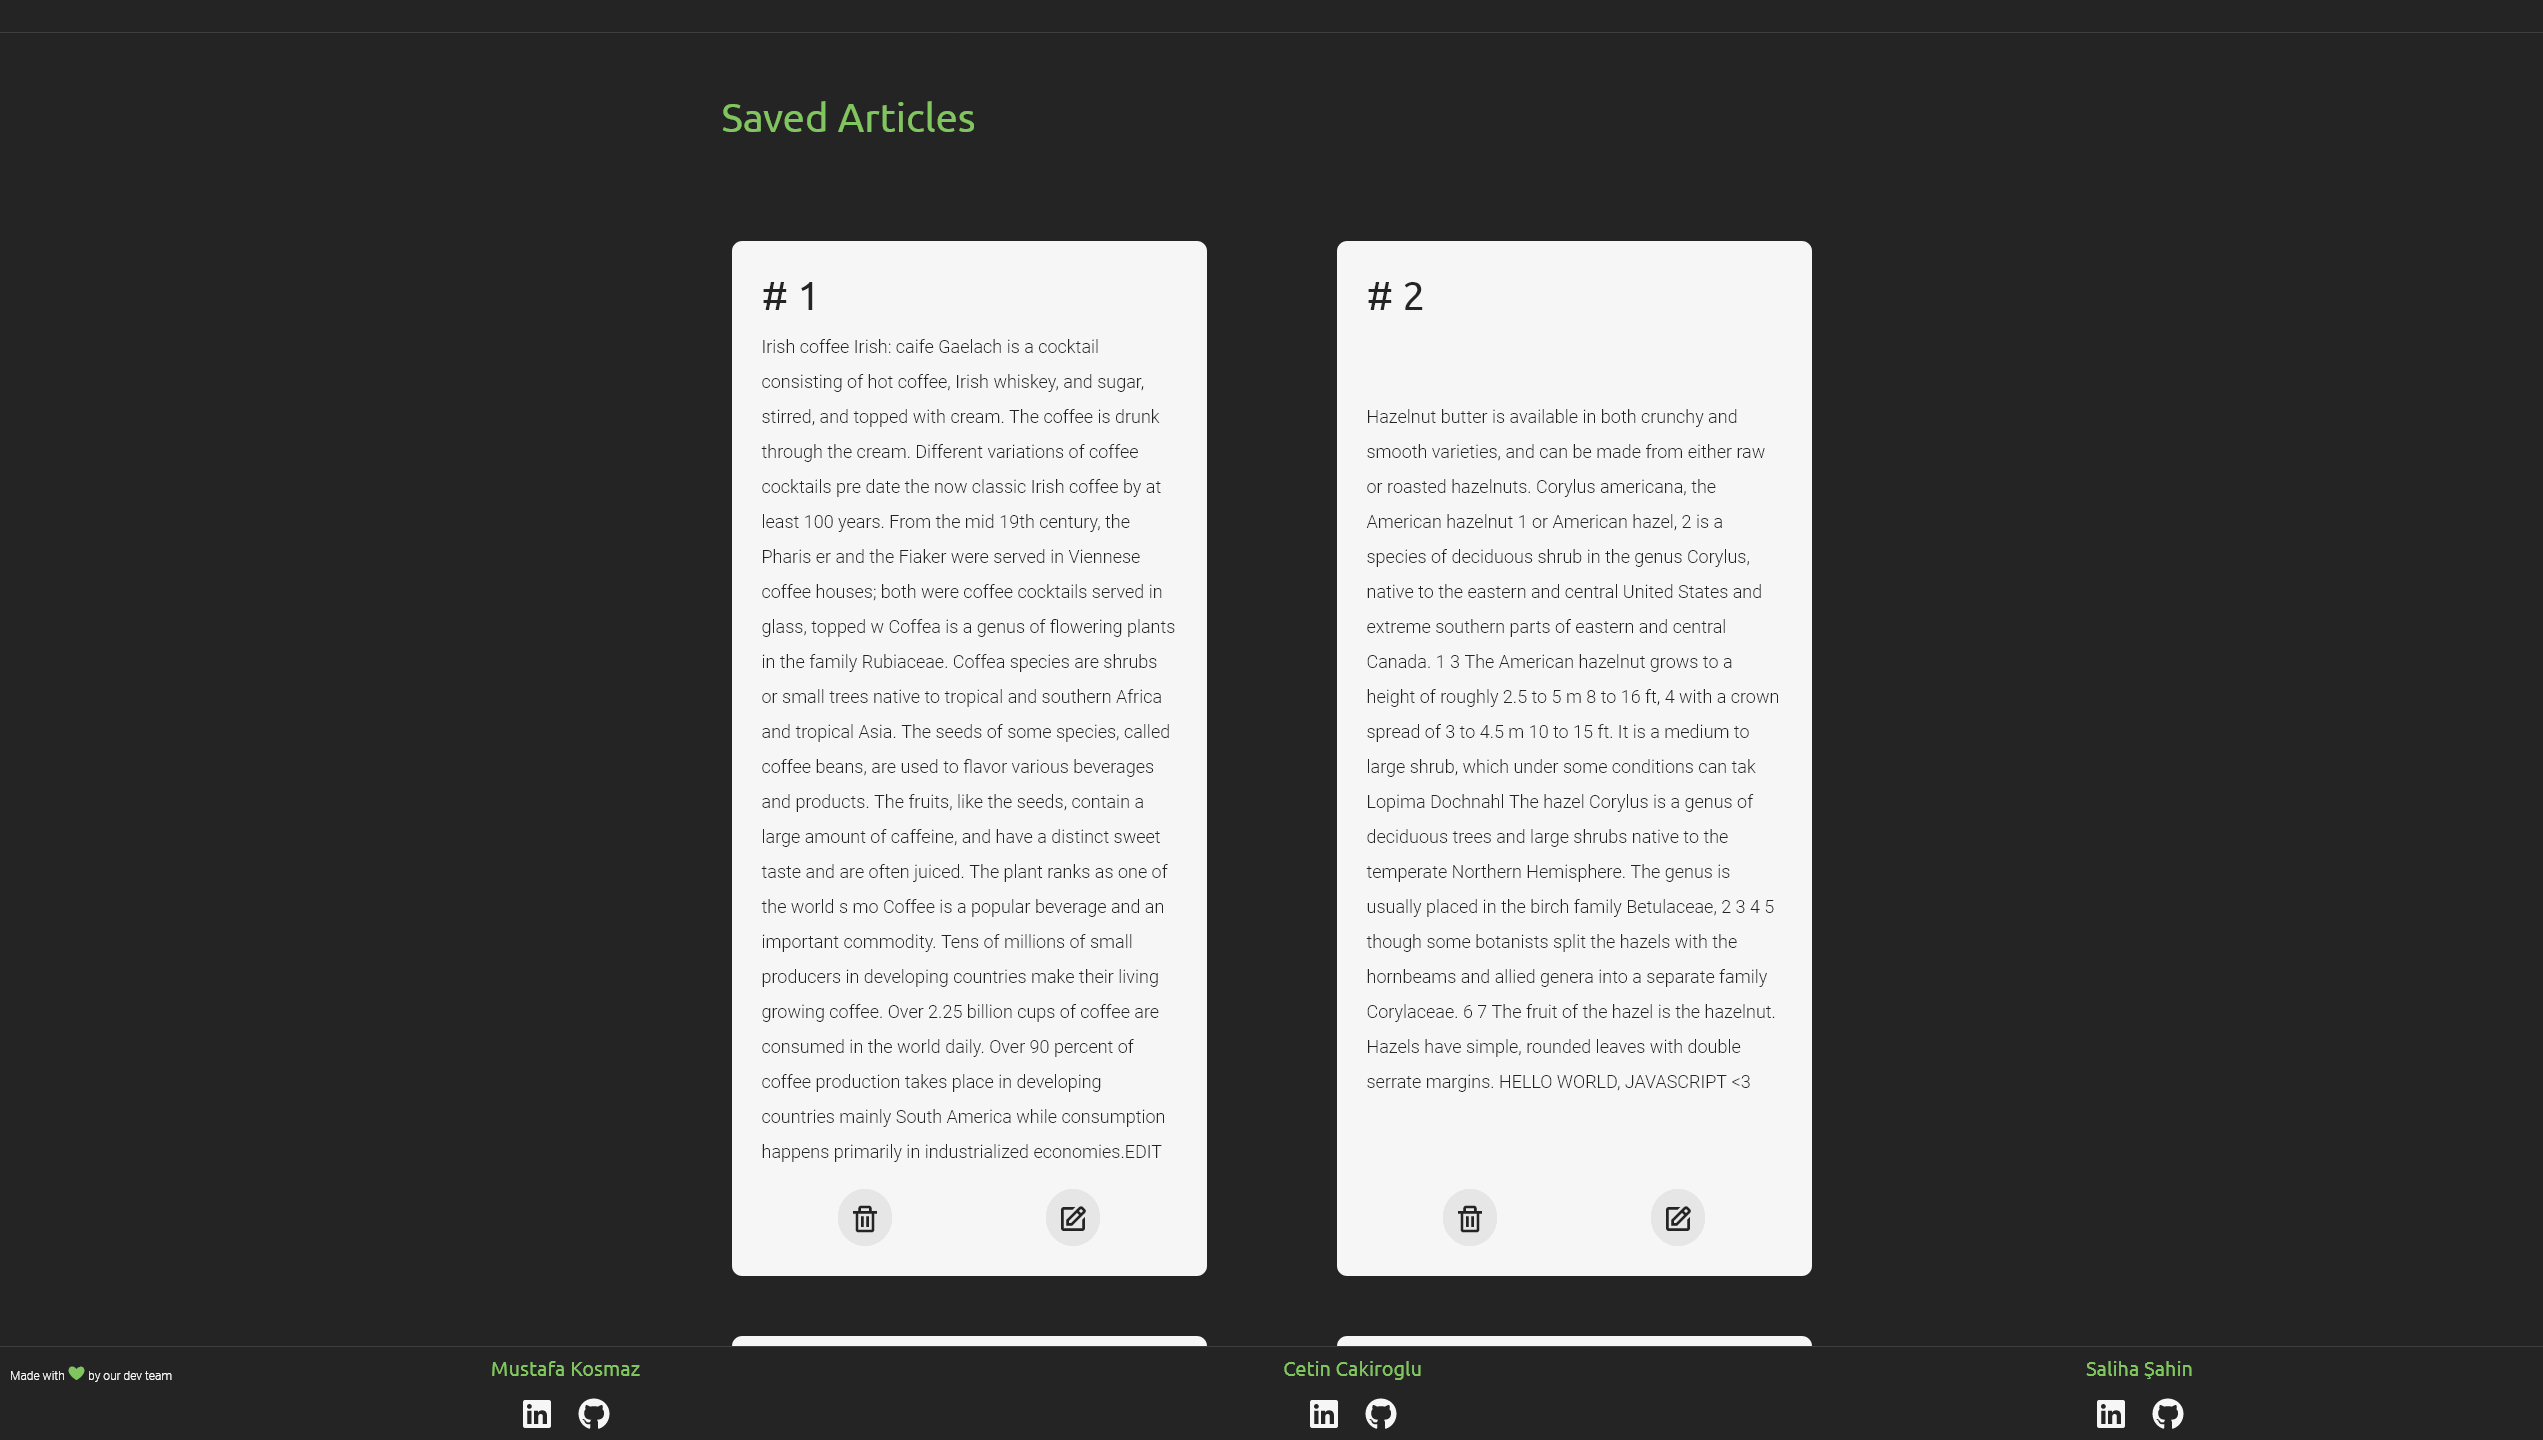 Saved Articles
# 1
Irish coffee Irish: caife Gaelach is a cocktail
consisting of hot coffee, Irish whiskey, and sugar,
stirred, and topped with cream. The coffee is drunk
through the cream. Different variations of coffee
cocktails pre date the now classic Irish coffee by at
least 100 years. From the mid 19th century, the
Pharis er and the Fiaker were served in Viennese
coffee houses; both were coffee cocktails served in
glass, topped w Coffea is a genus of flowering plants
in the family Rubiaceae. Coffea species are shrubs
or small trees native to tropical and southern Africa
and tropical Asia. The seeds of some species, called
coffee beans, are used to flavor various beverages
and products. The fruits, like the seeds, contain a
large amount of caffeine, and have a distinct sweet
taste and are often juiced. The plant ranks as one of
the world s mo Coffee is a popular beverage and an
important commodity. Tens of millions of small
producers in developing countries make their living
growing coffee. Over 2.25 billion cups of coffee are
consumed in the world daily. Over 90 percent of
coffee production takes place in developing
countries mainly South America while consumption
happens primarily in industrialized economies.EDIT
# 2
Hazelnut butter is available in both crunchy and
smooth varieties, and can be made from either raw
or roasted hazelnuts. Corylus americana, the
American hazelnut 1 or American hazel, 2 is a
species of deciduous shrub in the genus Corylus,
native to the eastern and central United States and
extreme southern parts of eastern and central
Canada. 1 3 The American hazelnut grows to a
height of roughly 2.5 to 5 m 8 to 16 ft, 4 with a crown
spread of 3 to 4.5 m 10 to 15 ft. It is a medium to
large shrub, which under some conditions can tak
Lopima Dochnahl The hazel Corylus is a genus of
deciduous trees and large shrubs native to the
temperate Northern Hemisphere. The genus is
usually placed in the birch family Betulaceae, 2 3 4 5
though some botanists split the hazels with the
hornbeams and allied genera into a separate family
Corylaceae. 6 7 The fruit of the hazel is the hazelnut.
Hazels have simple, rounded leaves with double
serrate margins. HELLO WORLD, JAVASCRIPT <3
Made with 💚 by our dev team
Mustafa Kosmaz
Cetin Cakiroglu
Saliha Şahin